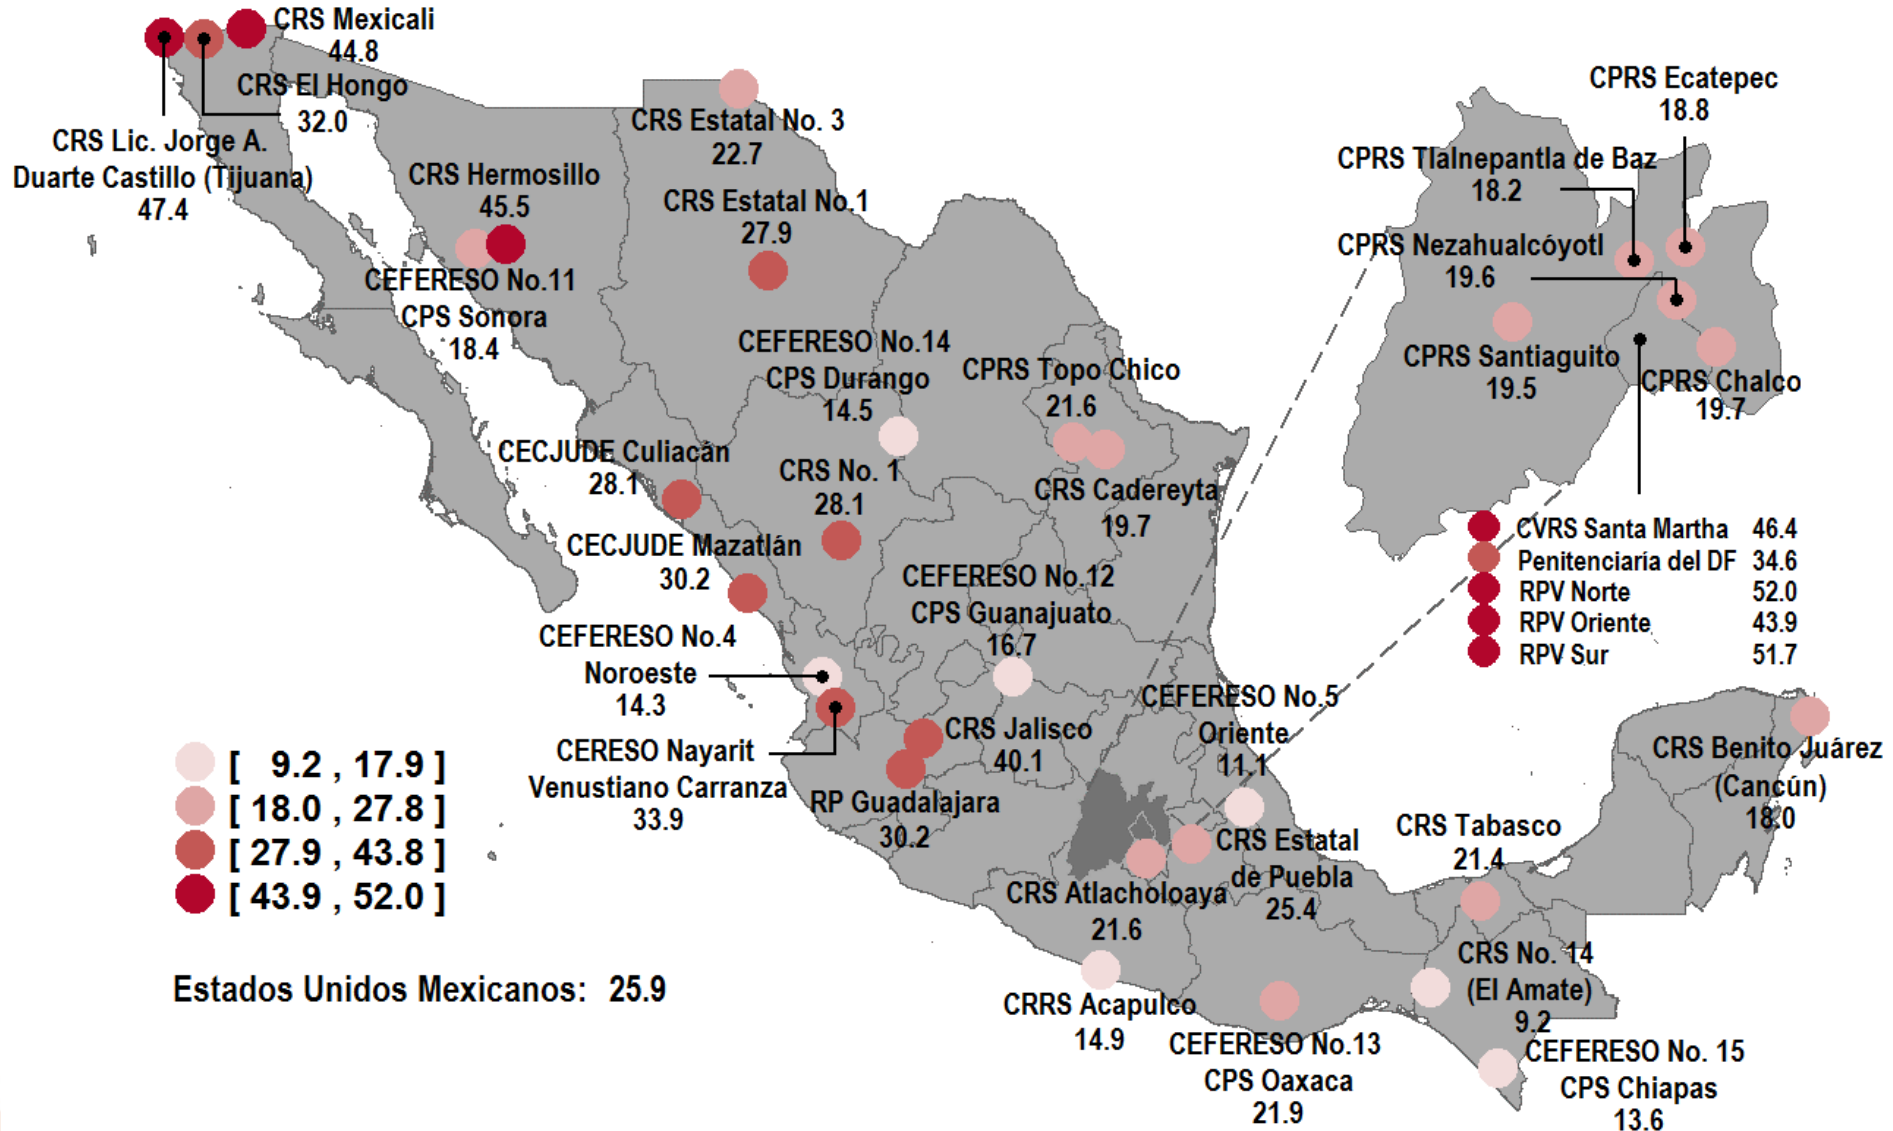 CRS Mexicali
44.8
CRS El Hongo
32.0
CRS Lic. Jorge A.
Duarte Castillo (Tijuana)
47.4
CRS Hermosillo
45.5
CEFERESO No.11
CPS Sonora
18.4
CRS Estatal No. 3
22.7
CRS Estatal No.1
27.9
CEFERESO No.14
CPS Durango
14.5
CPRS Topo Chico
21.6
CRS Cadereyta
19.7
CECJUDE Culiacán
28.1
CRS No. 1
28.1
CECJUDE Mazatlán
30.2
CEFERESO No.12
CPS Guanajuato
16.7
CEFERESO No.4
Noroeste
14.3
CERESO Nayarit
Venustiano Carranza
33.9
CRS Jalisco
40.1
RP Guadalajara
30.2
CEFERESO No.5
Oriente
11.1
CRS Estatal
de Puebla
25.4
CRS Atlacholoaya
21.6
CRRS Acapulco
14.9
CEFERESO No.13
CPS Oaxaca
21.9
CRS Tabasco
21.4
CRS No. 14
(El Amate)
9.2
CEFERESO No. 15
CPS Chiapas
13.6
CRS Benito Juárez
(Cancún)
18.0
CPRS Ecatepec
18.8
CPRS Tlalnepantla de Baz
18.2
CPRS Nezahualcóyotl
19.6
CPRS Santiaguito
19.5
CPRS Chalco
19.7
CVRS Santa Martha 46.4
Penitenciaría del DF 34.6
RPV Norte 52.0
RPV Oriente 43.9
RPV Sur 51.7
[ 9.2 , 17.9 ]
[ 18.0 , 27.8 ]
[ 27.9 , 43.8 ]
[ 43.9 , 52.0 ]
Estados Unidos Mexicanos: 25.9